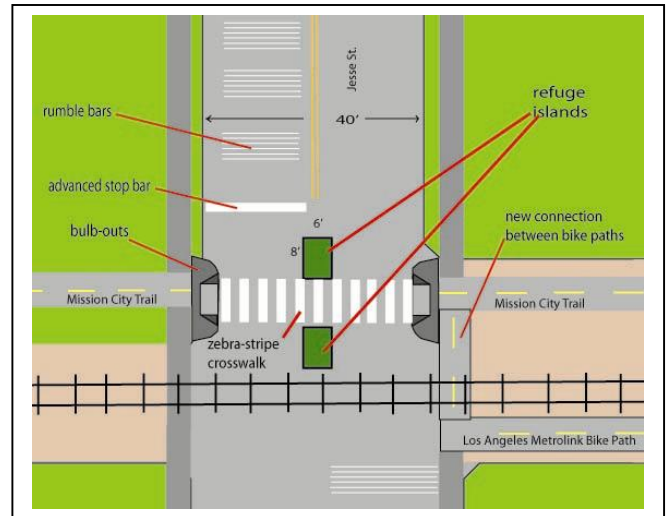 Jesse St.
rumble bars
40'
refuge
islands
advanced stop bar
6'
bulb-outs
8'
new connection
between bike paths
Mission City Trail
Mission City Trail
zebra-stripe
crosswalk
Los Angeles Metrolink Bike Path